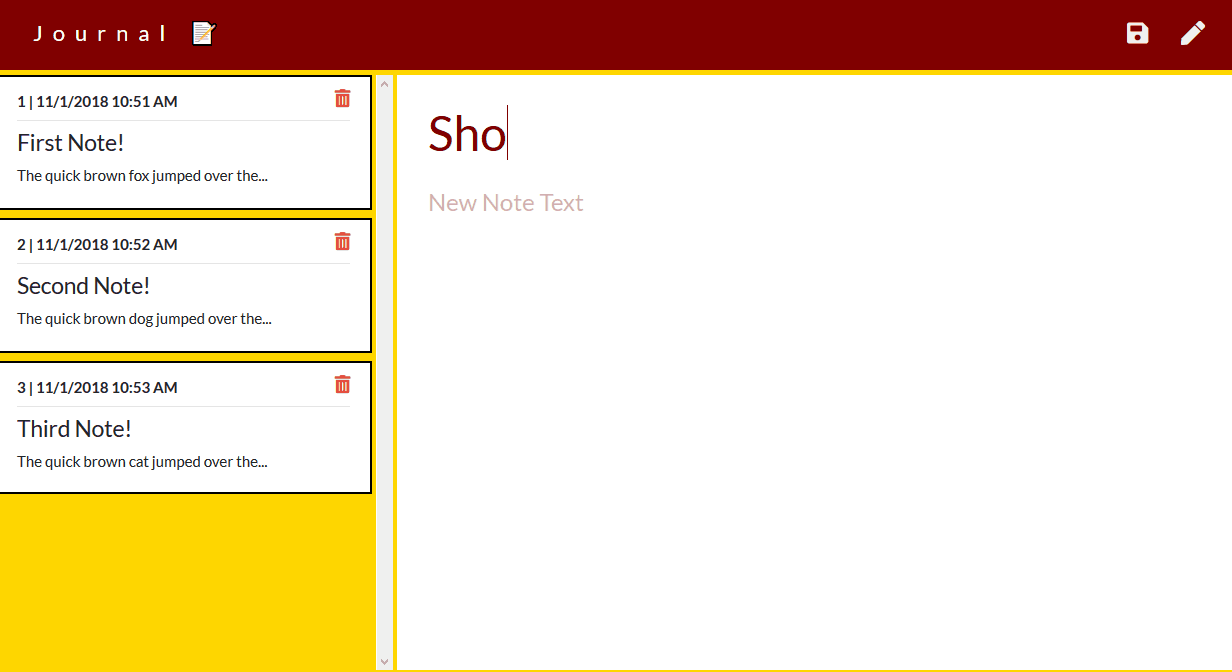 Journal
1 | 11/1/2018 10:51 AM
First Note!
The quick brown fox jumped over the...
2 | 11/1/2018 10:52 AM
Second Note!
The quick brown dog jumped over the...
3 | 11/1/2018 10:53 AM
Third Note!
The quick brown cat jumped over the...
Sho
New Note Text